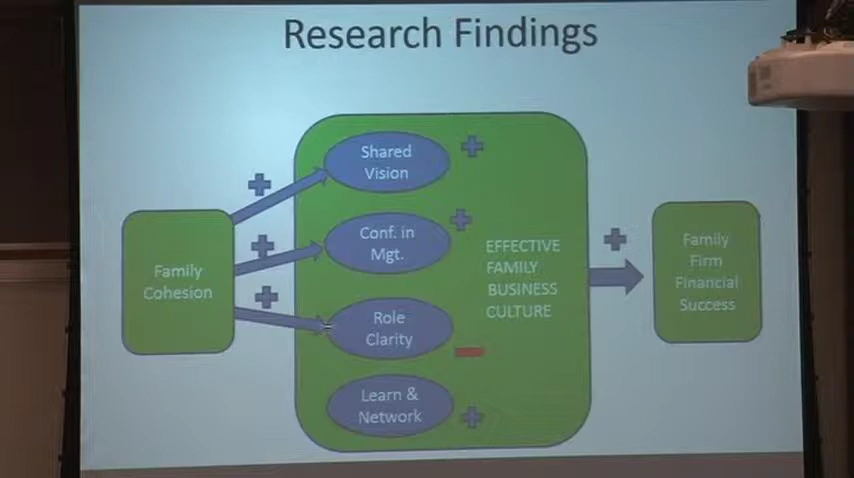 Research Findings
Shared
Vision
Conf. in
Mgt.
Role
Clarity
Learn &
Network
Family
Cohesion
EFFECTIVE
FAMILY
BUSINESS
CULTURE
Family
Firm
Financial
Success